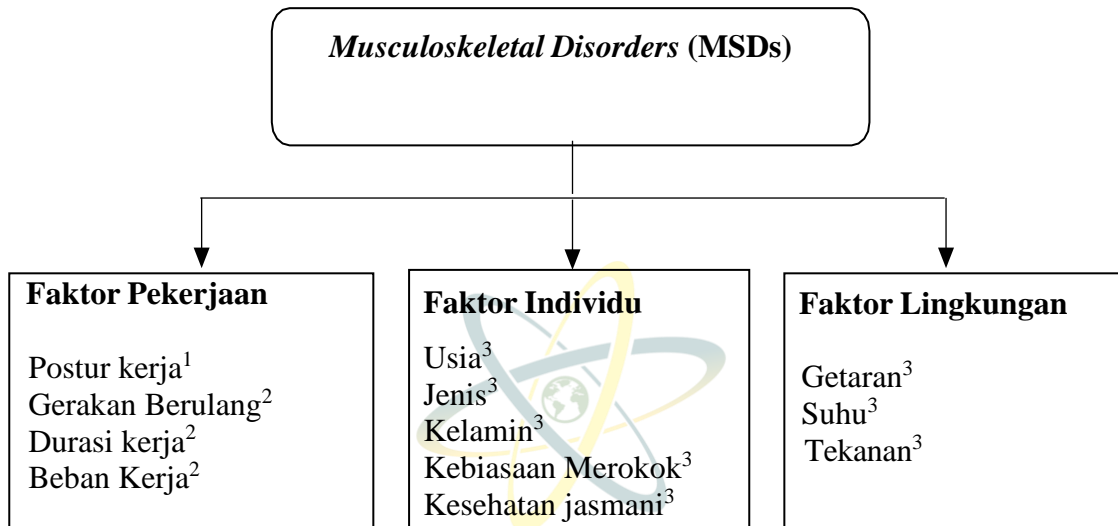 Musculoskeletal Disorders (MSDs)
Faktor Pekerjaan
Postur kerja¹
Gerakan Berulang²
Durasi kerja²
Beban Kerja²
Faktor Individu
Usia³
Jenis³
Kelamin³
Kebiasaan Merokok³
Kesehatan jasmani³
Faktor Lingkungan
Getaran³
Suhu³
Tekanan³